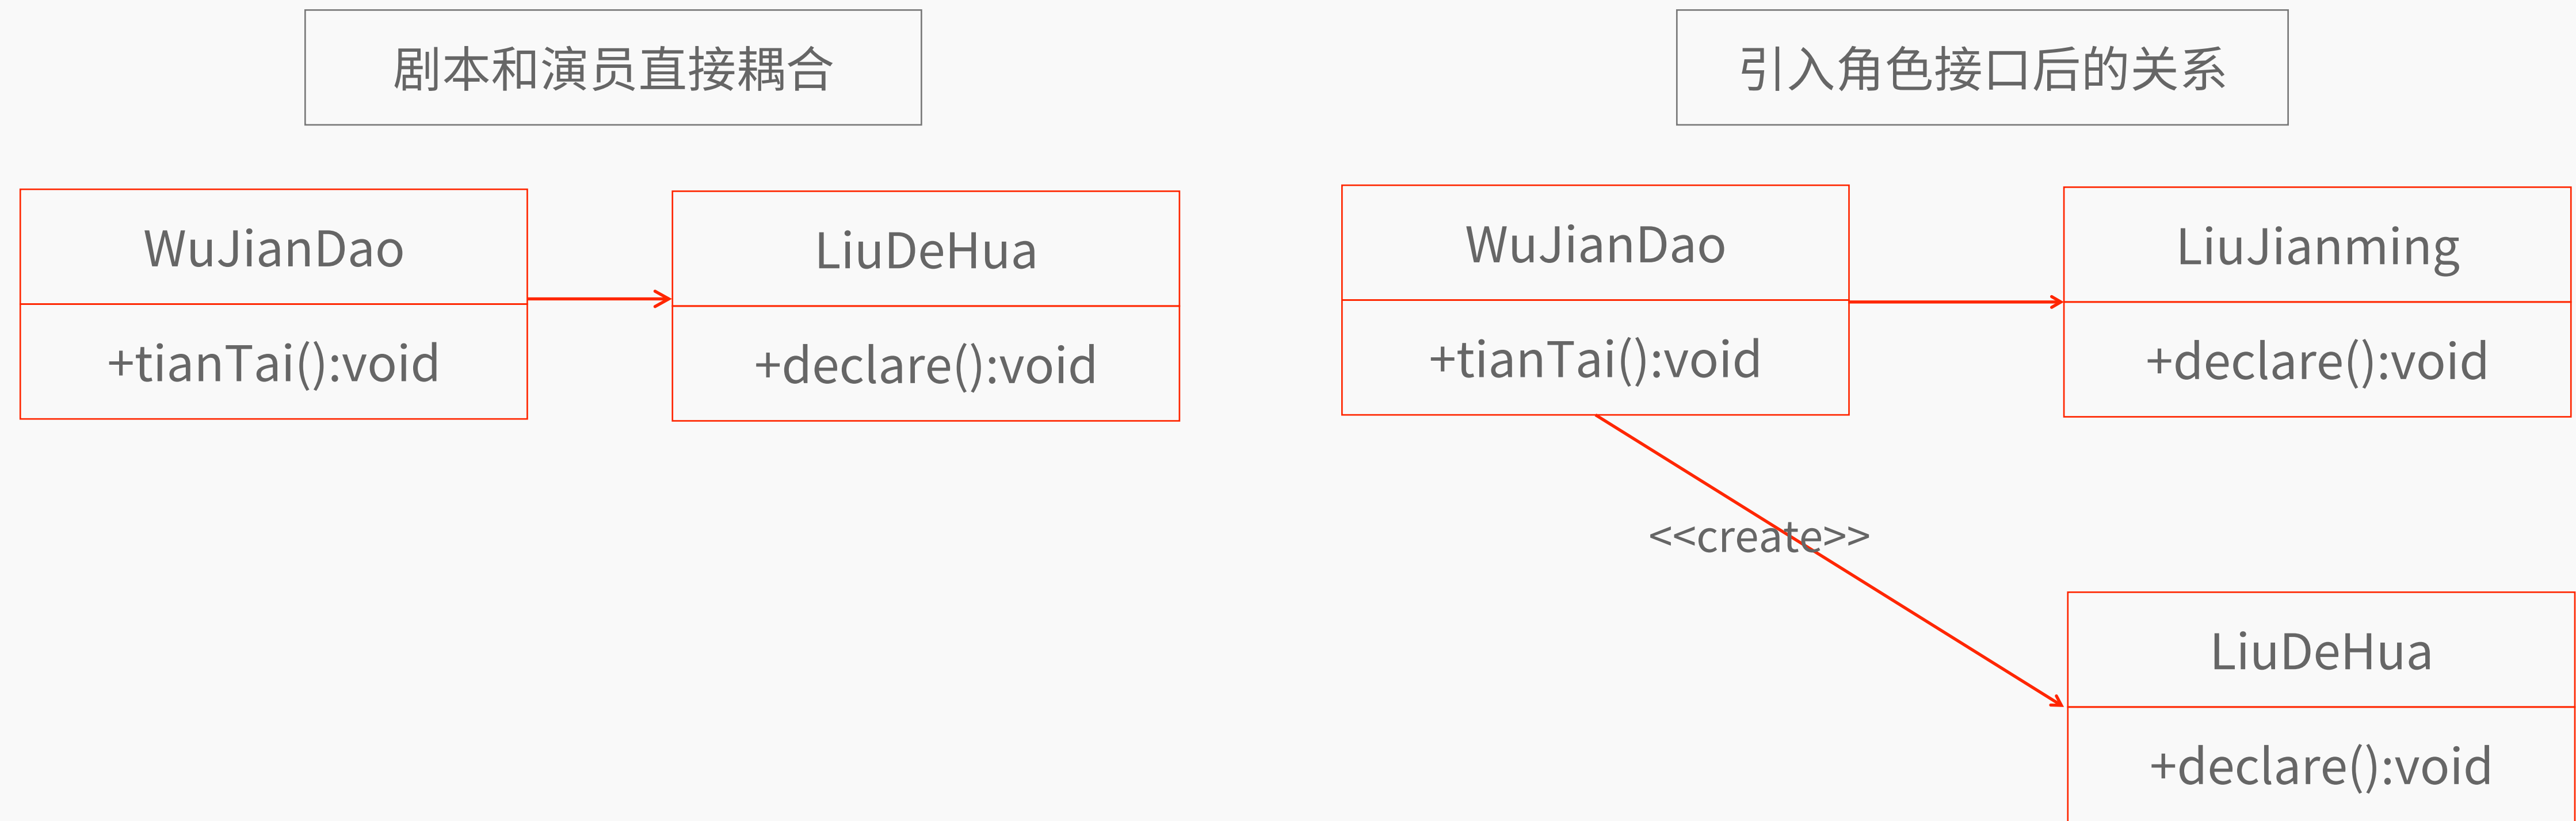 剧本和演员直接耦合
WuJianDao
+tianTai():void
LiuDeHua
+declare():void
引入角色接口后的关系
WuJianDao
+tianTai():void
LiuJianming
+declare():void
<<create>>
LiuDeHua
+declare():void